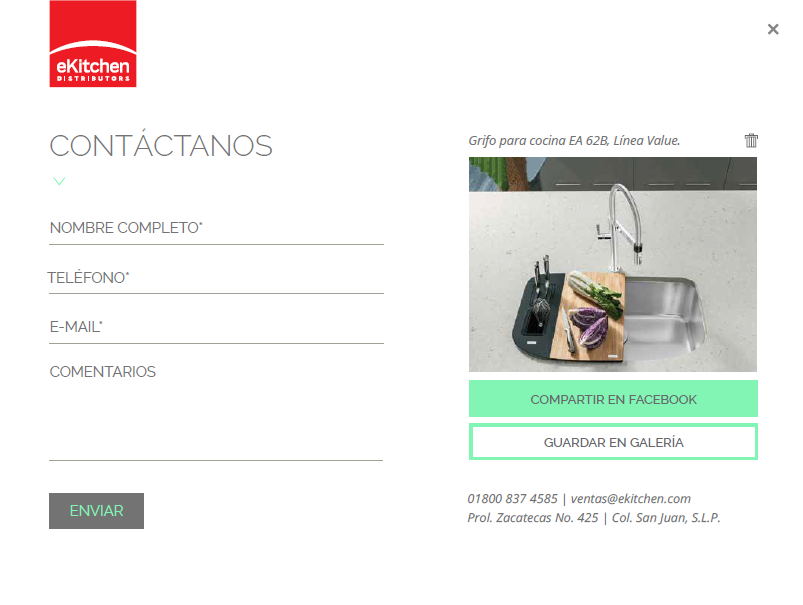 eKitchen
DISTRIBUTORS
CONTÁCTANOS
NOMBRE COMPLETO*
TELÉFONO*
E-MAIL*
COMENTARIOS
ENVIAR
Grifo para cocina EA 62B, Línea Value.
COMPARTIR EN FACEBOOK
GUARDAR EN GALERÍA
01800 837 4585 | ventas@ekitchen.com
Prol. Zacatecas No. 425 | Col. San Juan, S.L.P.